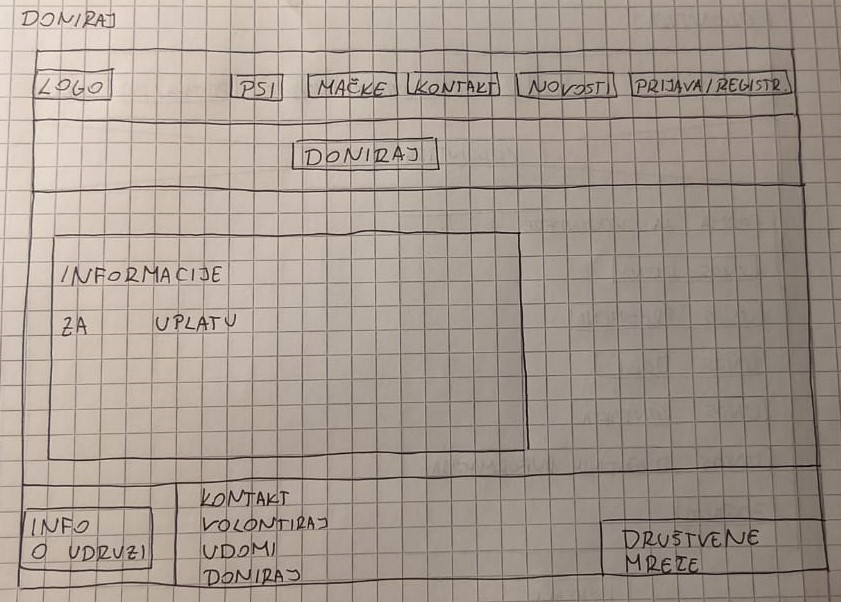 DONIRAJ
LOGO PSI MAČKE KONTAKT NOVOSTI PRIJAVA/REGISTR.
DONIRAJ
INFORMACIJE
ZA UPLATU
KONTAKT
VOLONTIRAJ
UDOMI
DONIRAJ
INFO
O UDRUZI
DRUŠTVENE
MREŽE